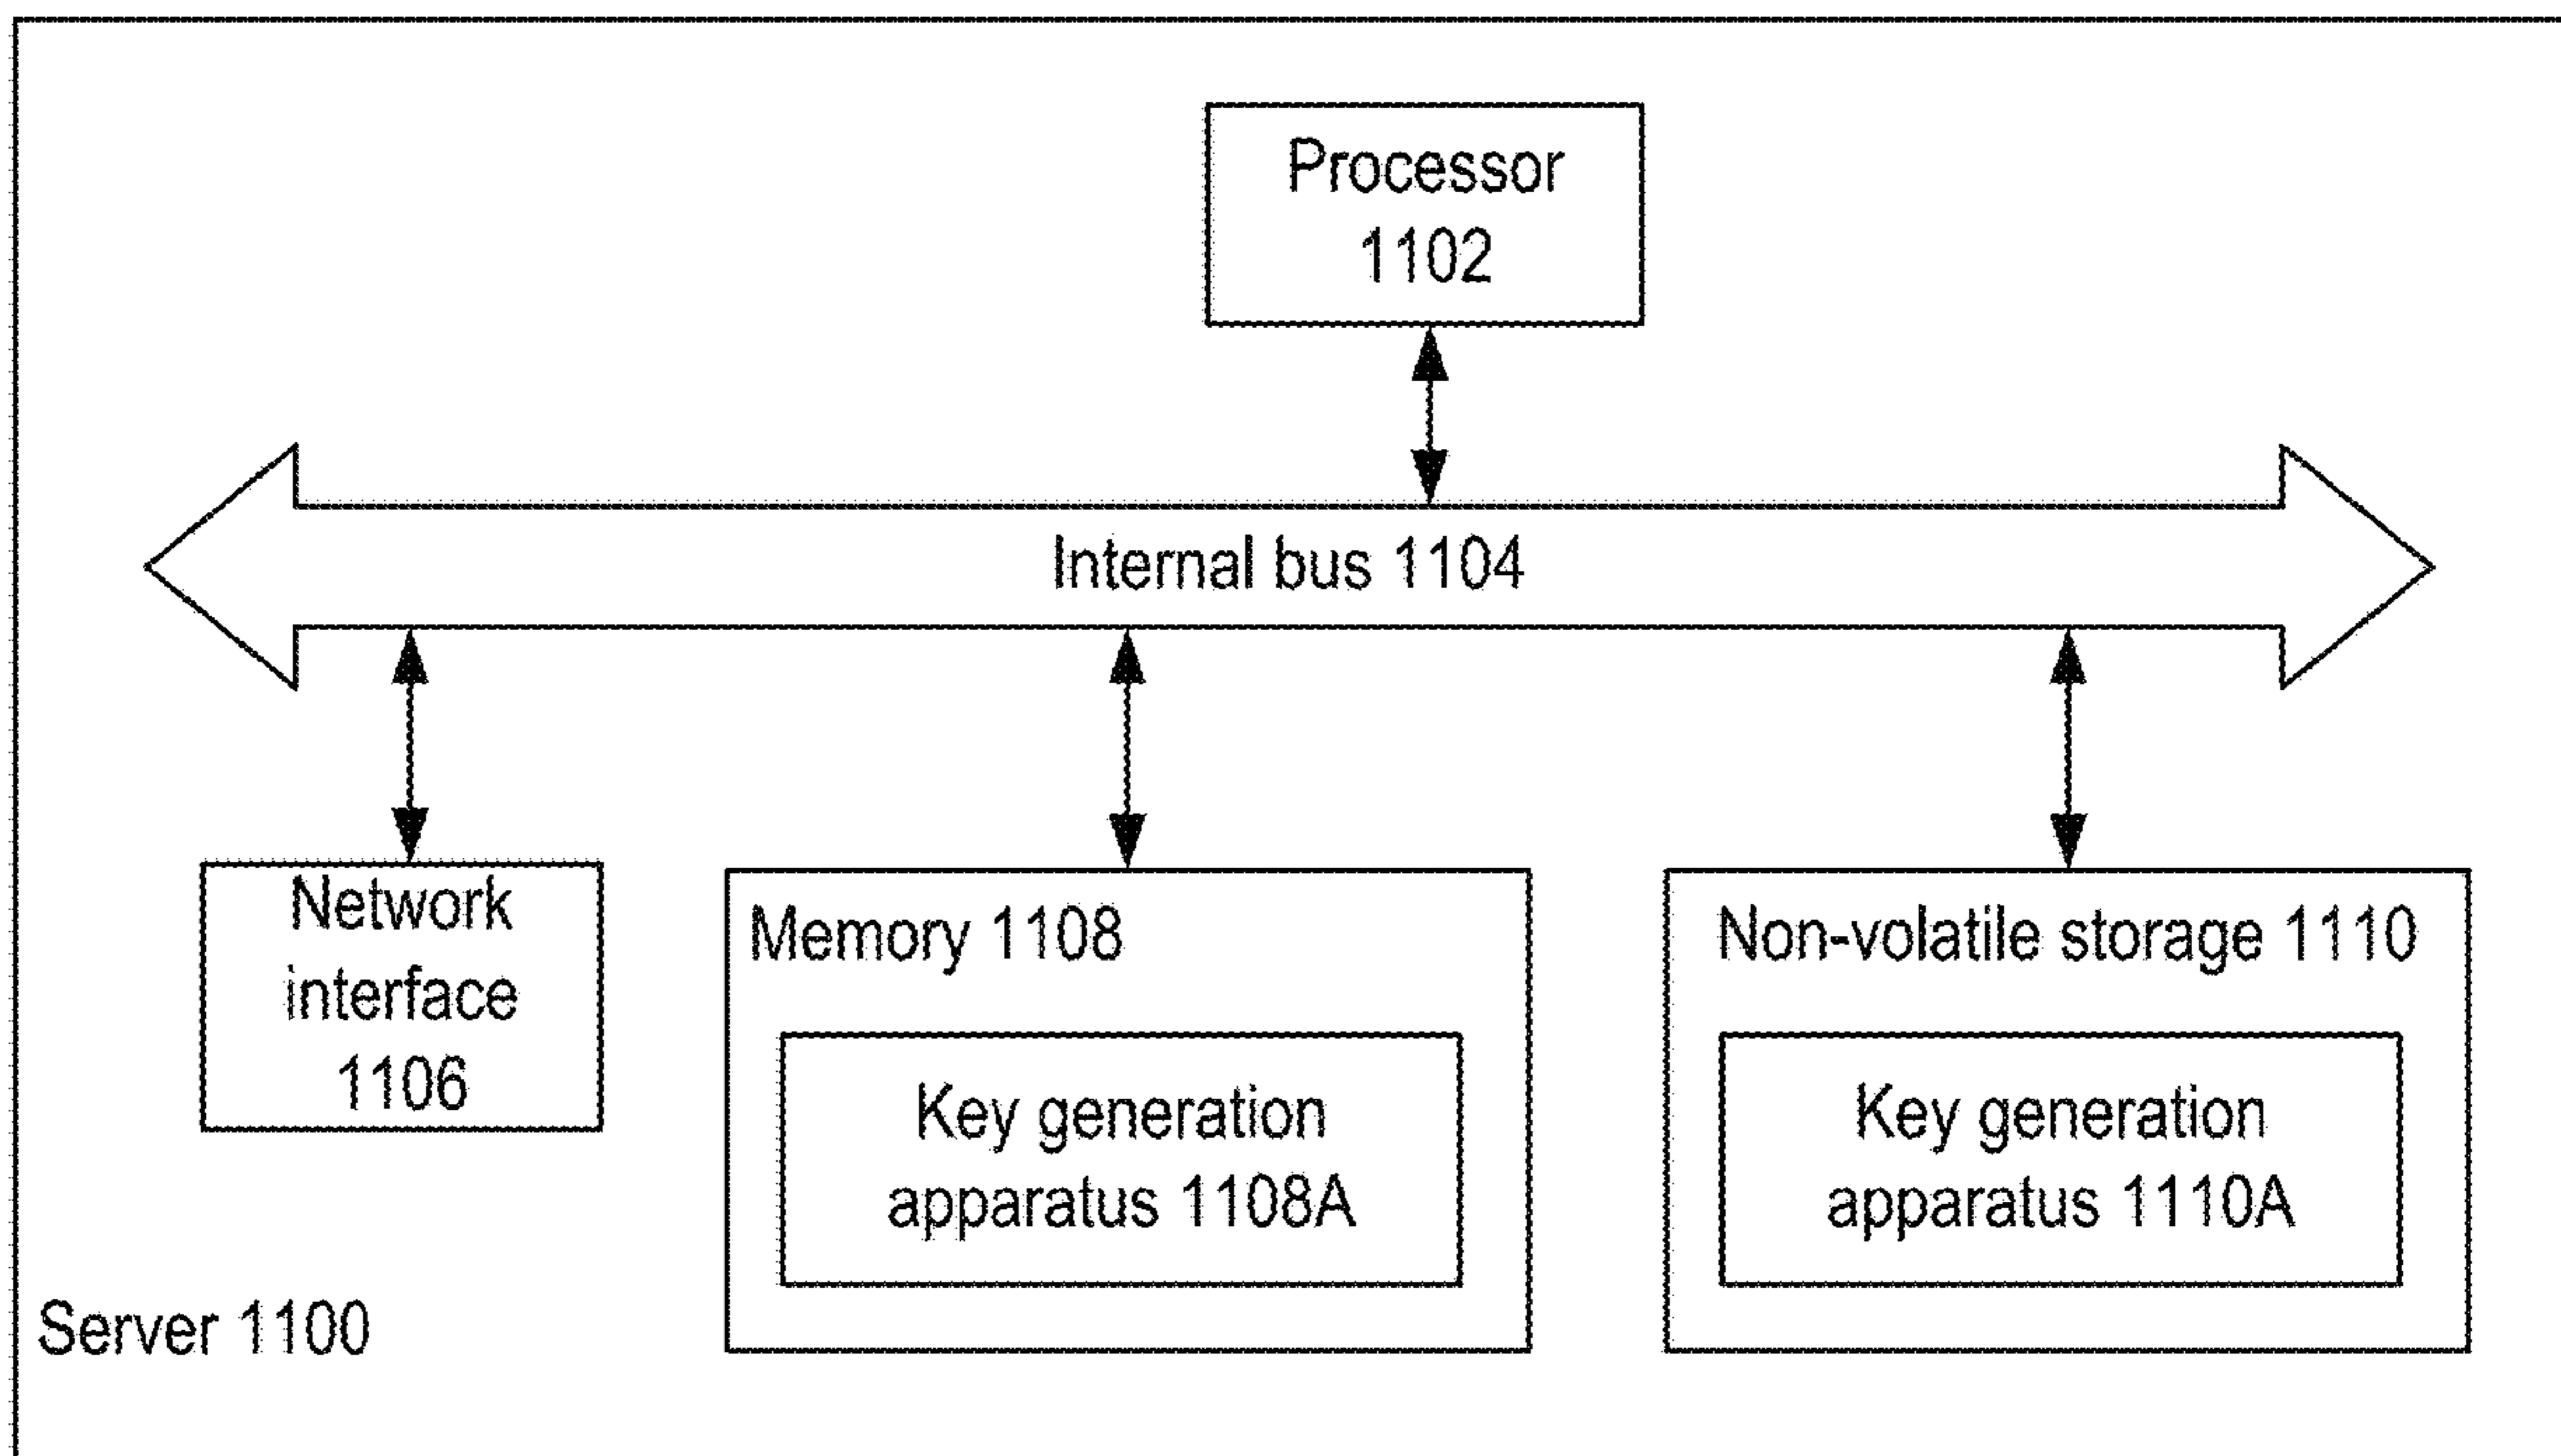 Processor
1102
Internal bus 1104
Network
interface
1106
Memory 1108
Key generation
apparatus 1108A
Non-volatile storage 1110
Key generation
apparatus 1110A
Server 1100